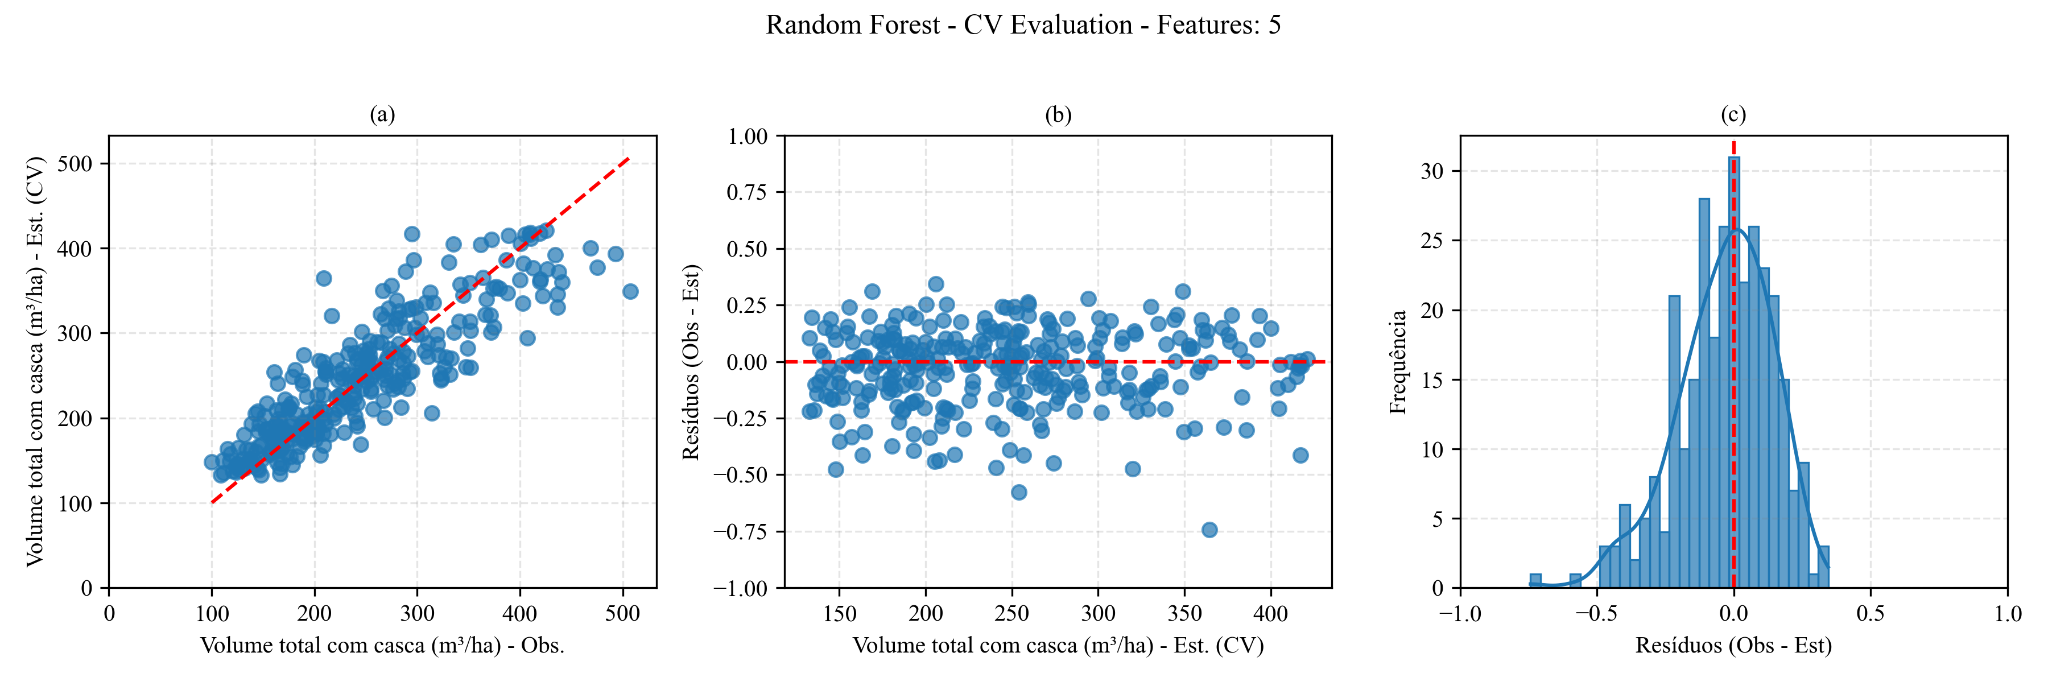 Random Forest - CV Evaluation - Features: 5
(a)
Volume total com casca (m³/ha) - Est. (CV)
500
400
300
200
100
0
0 100 200 300 400 500
Volume total com casca (m³/ha) - Obs.
(b)
Resíduos (Obs - Est)
1.00
0.75
0.50
0.25
0.00
−0.25
−0.50
−0.75
−1.00
150 200 250 300 350 400
Volume total com casca (m³/ha) - Est. (CV)
(c)
Frequência
30
25
20
15
10
5
0
−1.0 −0.5 0.0 0.5 1.0
Resíduos (Obs - Est)